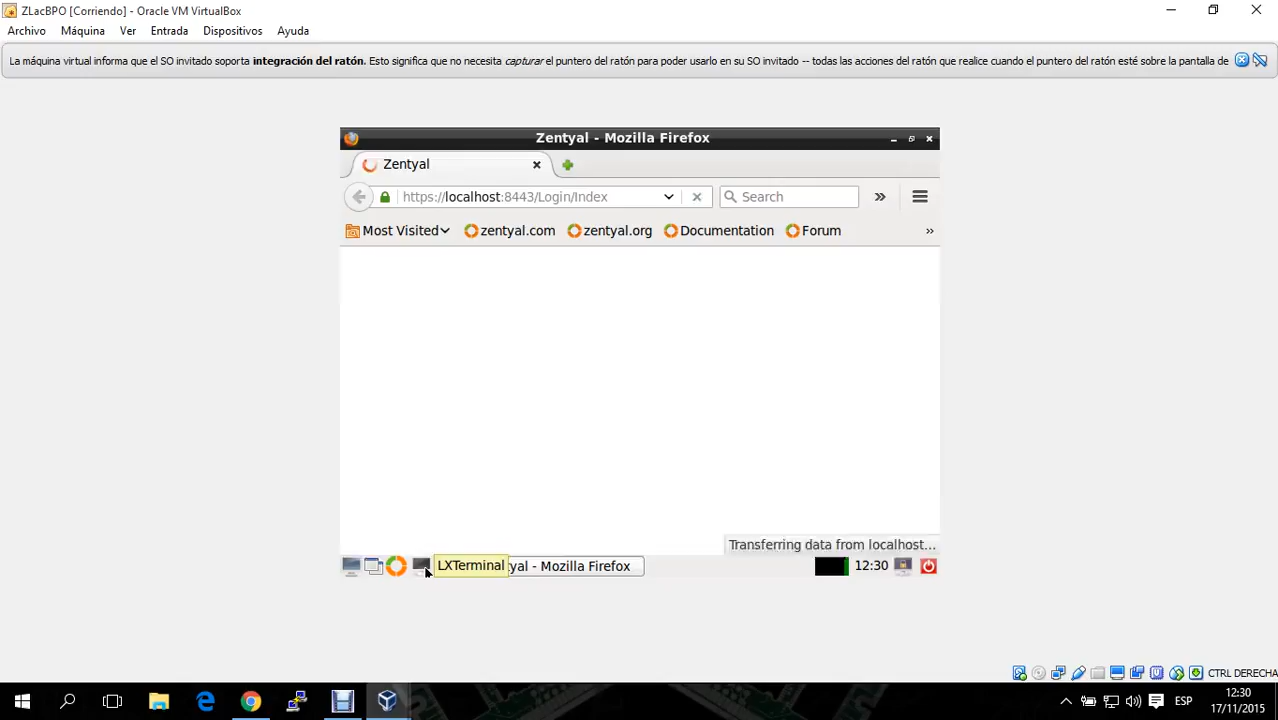 ZLacBPO [Corriendo] - Oracle VM VirtualBox
Archivo Máquina Ver Entrada Dispositivos Ayuda
La máquina virtual informa que el SO invitado soporta integración del ratón. Esto significa que no necesita capturar el puntero del ratón para poder usarlo en su SO invitado -- todas las acciones del ratón que realice cuando el puntero del ratón esté sobre la pantalla de
Zentyal - Mozilla Firefox
Zentyal
https://localhost:8443/Login/Index Search »
Most Visited zentyal.com zentyal.org Documentation Forum »
Transferring data from localhost...
LXTerminal yal - Mozilla Firefox 12:30
CTRL DERECHA
ESP 12:30
17/11/2015